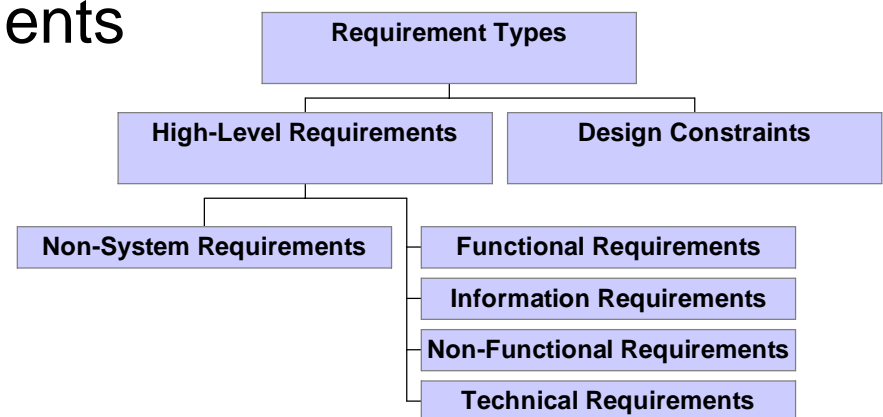 ents
Requirement Types
High-Level Requirements
Design Constraints
Non-System Requirements
Functional Requirements
Information Requirements
Non-Functional Requirements
Technical Requirements